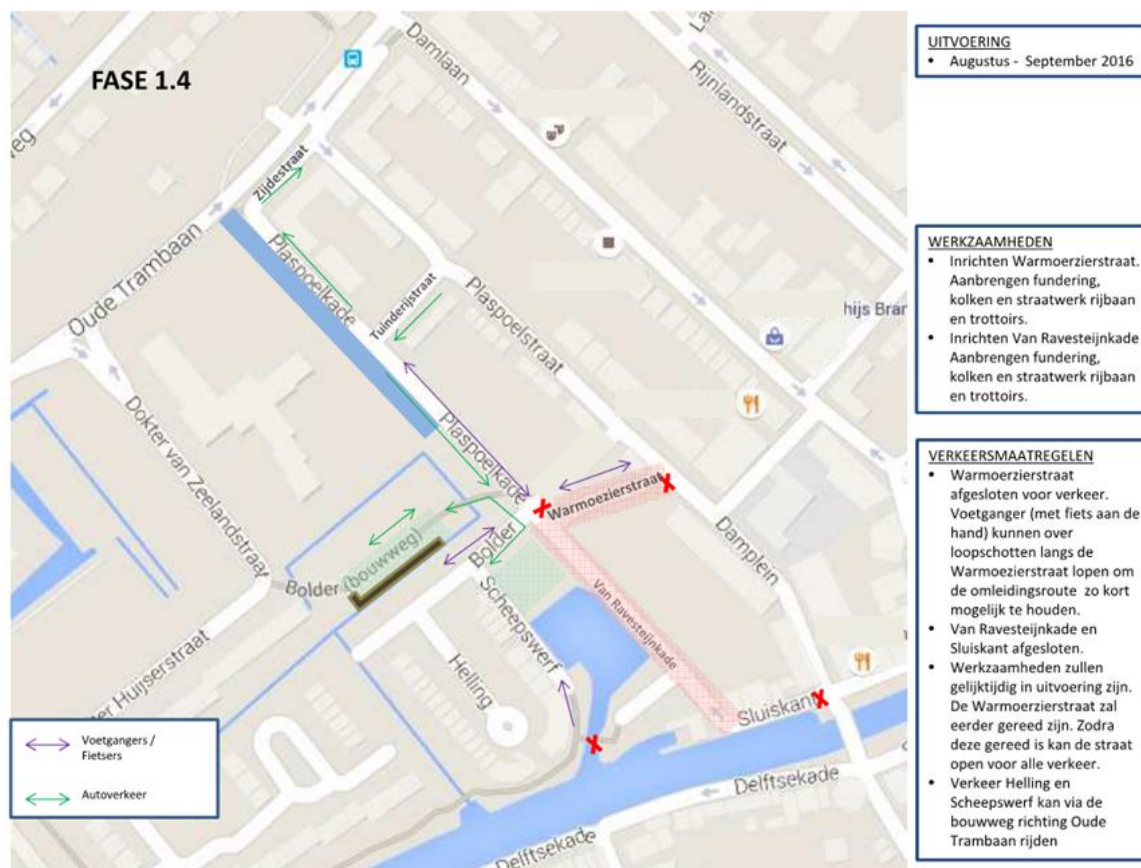 FASE 1.4
Damlaan
Rijnlandstraat
Zijdestraat
Oude Trambaan
Plaspoelkade
Tuinderijstraat
Plaspoelstraat
hijs Bran
Dokter van Zeelandstraat
Plaspoelkade
Warmoezierstraat
Bolder (bouwweg)
Bolder
Scheepswerf
Damplein
Van Ravesteijnkade
ter Huijserstraat
Helling
Sluiskant
Delftsekade
Delftsekade
Voetgangers /
Fietsers
Autoverkeer
UITVOERING
• Augustus - September 2016
WERKZAAMHEDEN
• Inrichten Warmoerzierstraat.
Aanbrengen fundering,
kolken en straatwerk rijbaan
en trottoirs.
• Inrichten Van Ravesteijnkade
Aanbrengen fundering,
kolken en straatwerk rijbaan
en trottoirs.
VERKEERSMAATREGELEN
• Warmoerzierstraat
afgesloten voor verkeer.
Voetganger (met fiets aan de
hand) kunnen over
loopschotten langs de
Warmoezierstraat lopen om
de omleidingsroute zo kort
mogelijk te houden.
• Van Ravesteijnkade en
Sluiskant afgesloten.
• Werkzaamheden zullen
gelijktijdig in uitvoering zijn.
De Warmoerzierstraat zal
eerder gereed zijn. Zodra
deze gereed is kan de straat
open voor alle verkeer.
• Verkeer Helling en
Scheepswerf kan via de
bouwweg richting Oude
Trambaan rijden